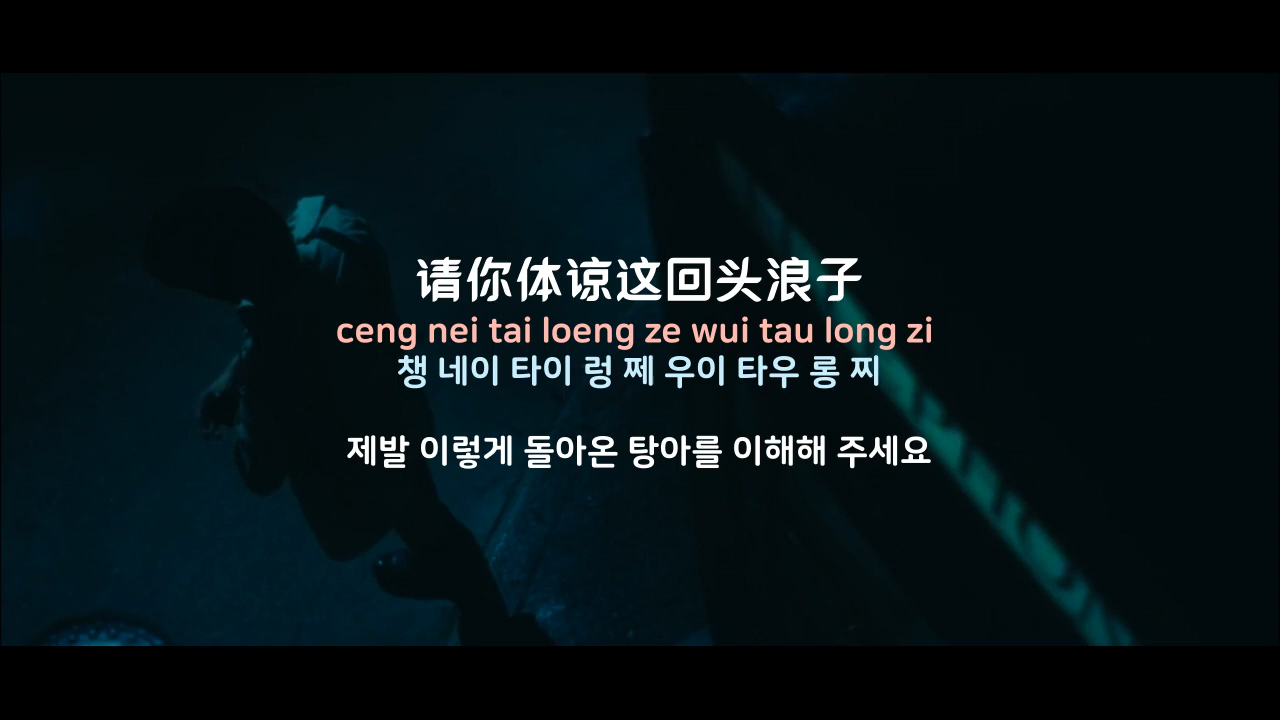 请你体谅这回头浪子
ceng nei tai loeng ze wui tau long zi
챙 네이 타이 렁 쩨 우이 타우 롱 찌
제발 이렇게 돌아온 탕아를 이해해 주세요